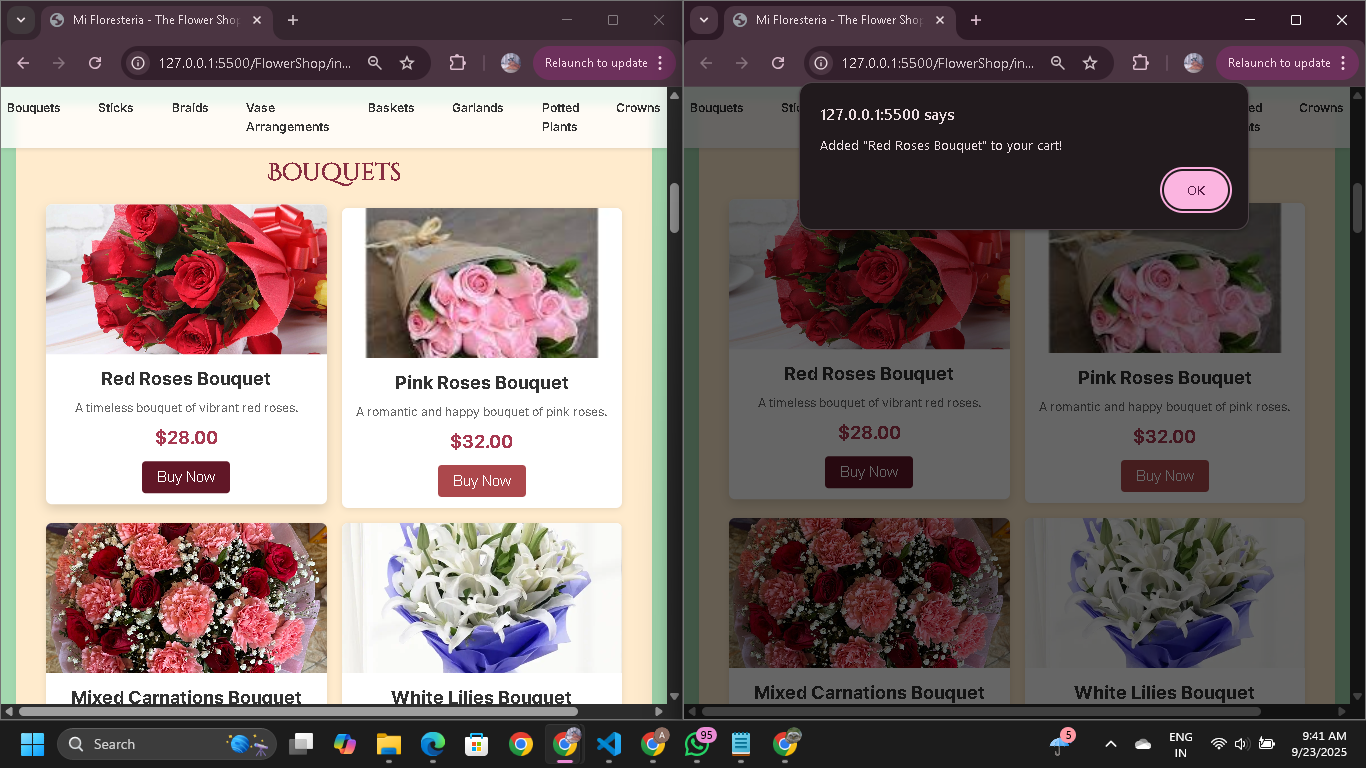 Mi Floresteria - The Flower Shop
127.0.0.1:5500/FlowerShop/in...
Relaunch to update
Bouquets
Sticks
Braids
Vase
Arrangements
Baskets
Garlands
Potted
Plants
Crowns
BOUQUETS
Red Roses Bouquet
A timeless bouquet of vibrant red roses.
$28.00
Buy Now
Pink Roses Bouquet
A romantic and happy bouquet of pink roses.
$32.00
Buy Now
Mixed Carnations Bouquet
White Lilies Bouquet
Mi Floresteria - The Flower Shop
127.0.0.1:5500/FlowerShop/in...
Relaunch to update
127.0.0.1:5500 says
Added "Red Roses Bouquet" to your cart!
OK
Bouquets
Crowns
Red Roses Bouquet
A timeless bouquet of vibrant red roses.
$28.00
Buy Now
Pink Roses Bouquet
A romantic and happy bouquet of pink roses.
$32.00
Buy Now
Mixed Carnations Bouquet
White Lilies Bouquet
Search
A
95
5
ENG
IN
9:41 AM
9/23/2025